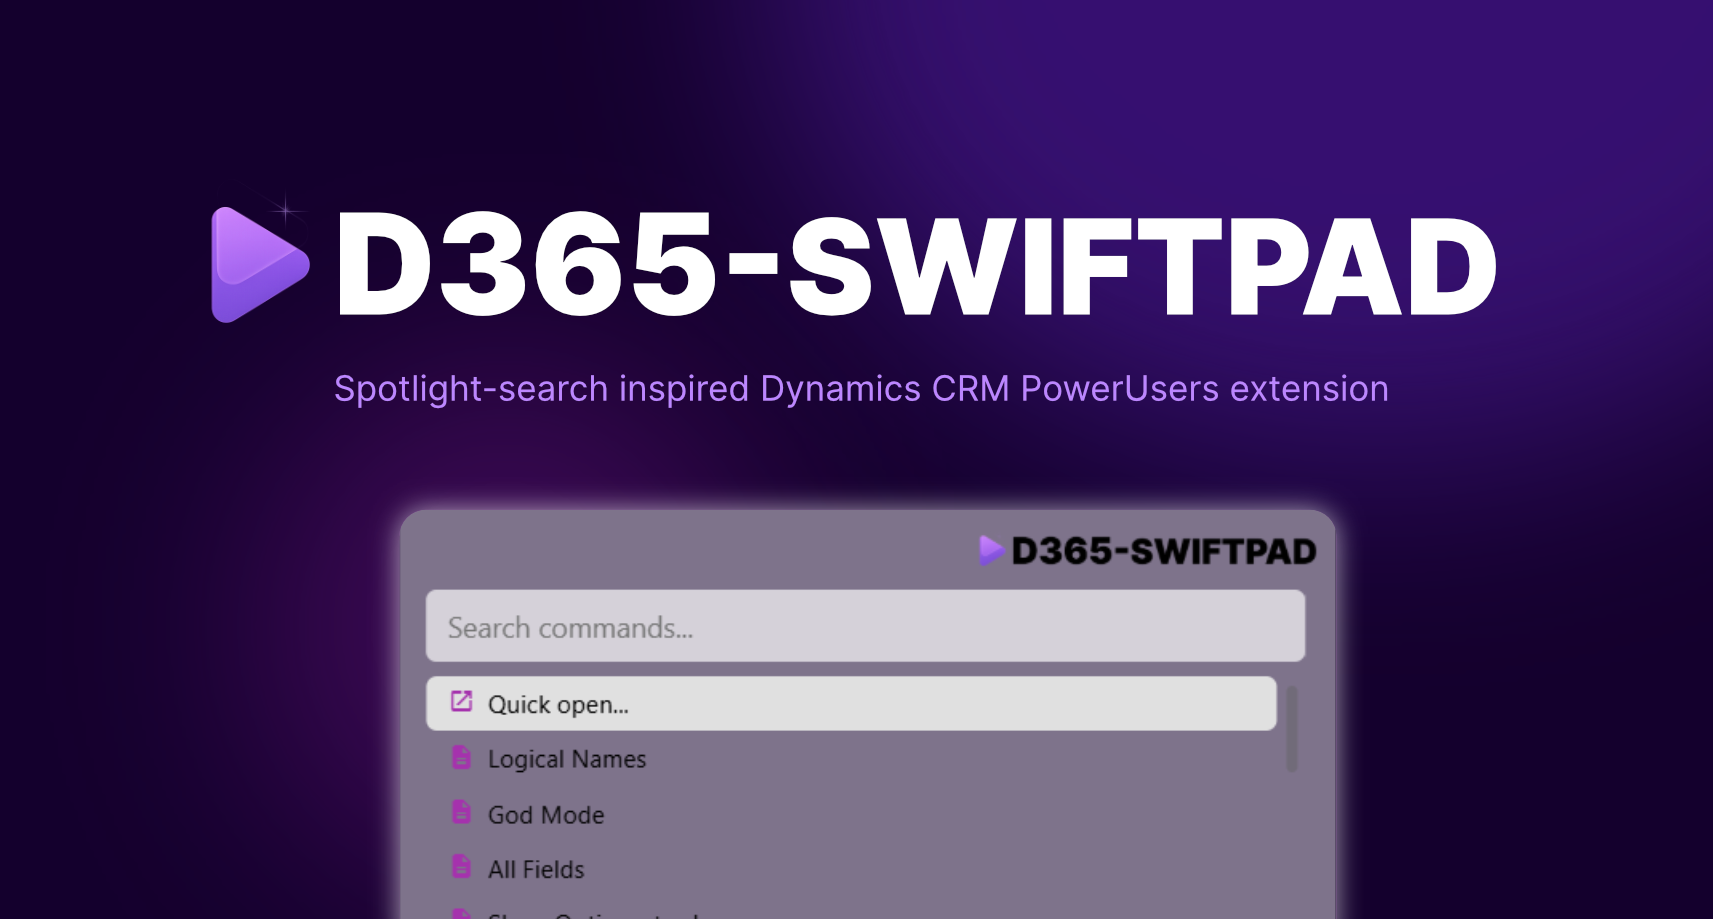 D365-SWIFTPAD
Spotlight-search inspired Dynamics CRM PowerUsers extension
D365-SWIFTPAD
Search commands...
Quick open...
Logical Names
God Mode
All Fields